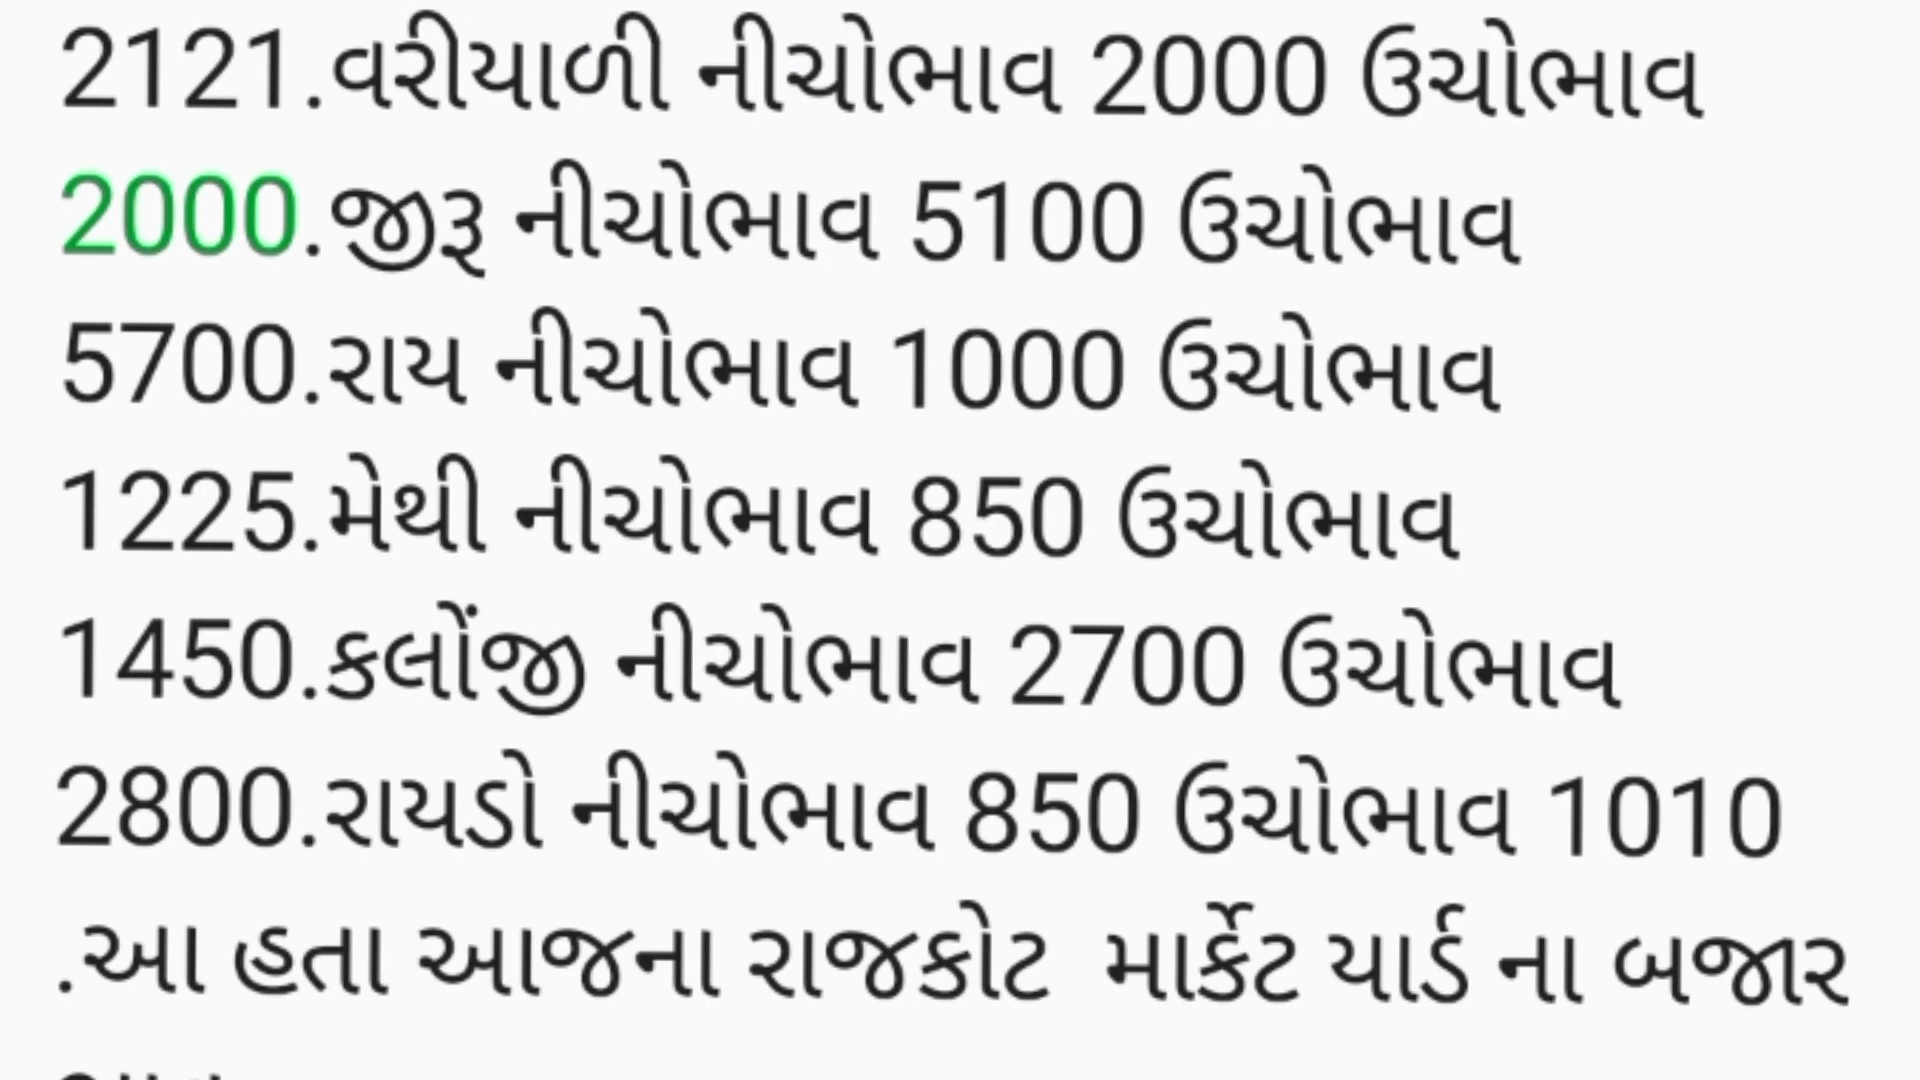 2121.વરીયાળી નીચોભાવ 2000 ઉચોભાવ
2000.જીરૂ નીચોભાવ 5100 ઉચોભાવ
5700.રાય નીચોભાવ 1000 ઉચોભાવ
1225.મેથી નીચોભાવ 850 ઉચોભાવ
1450.કલોંજી નીચોભાવ 2700 ઉચોભાવ
2800.રાયડો નીચોભાવ 850 ઉચોભાવ 1010
.આ હતા આજના રાજકોટ માર્કેટ યાર્ડ ના બજાર